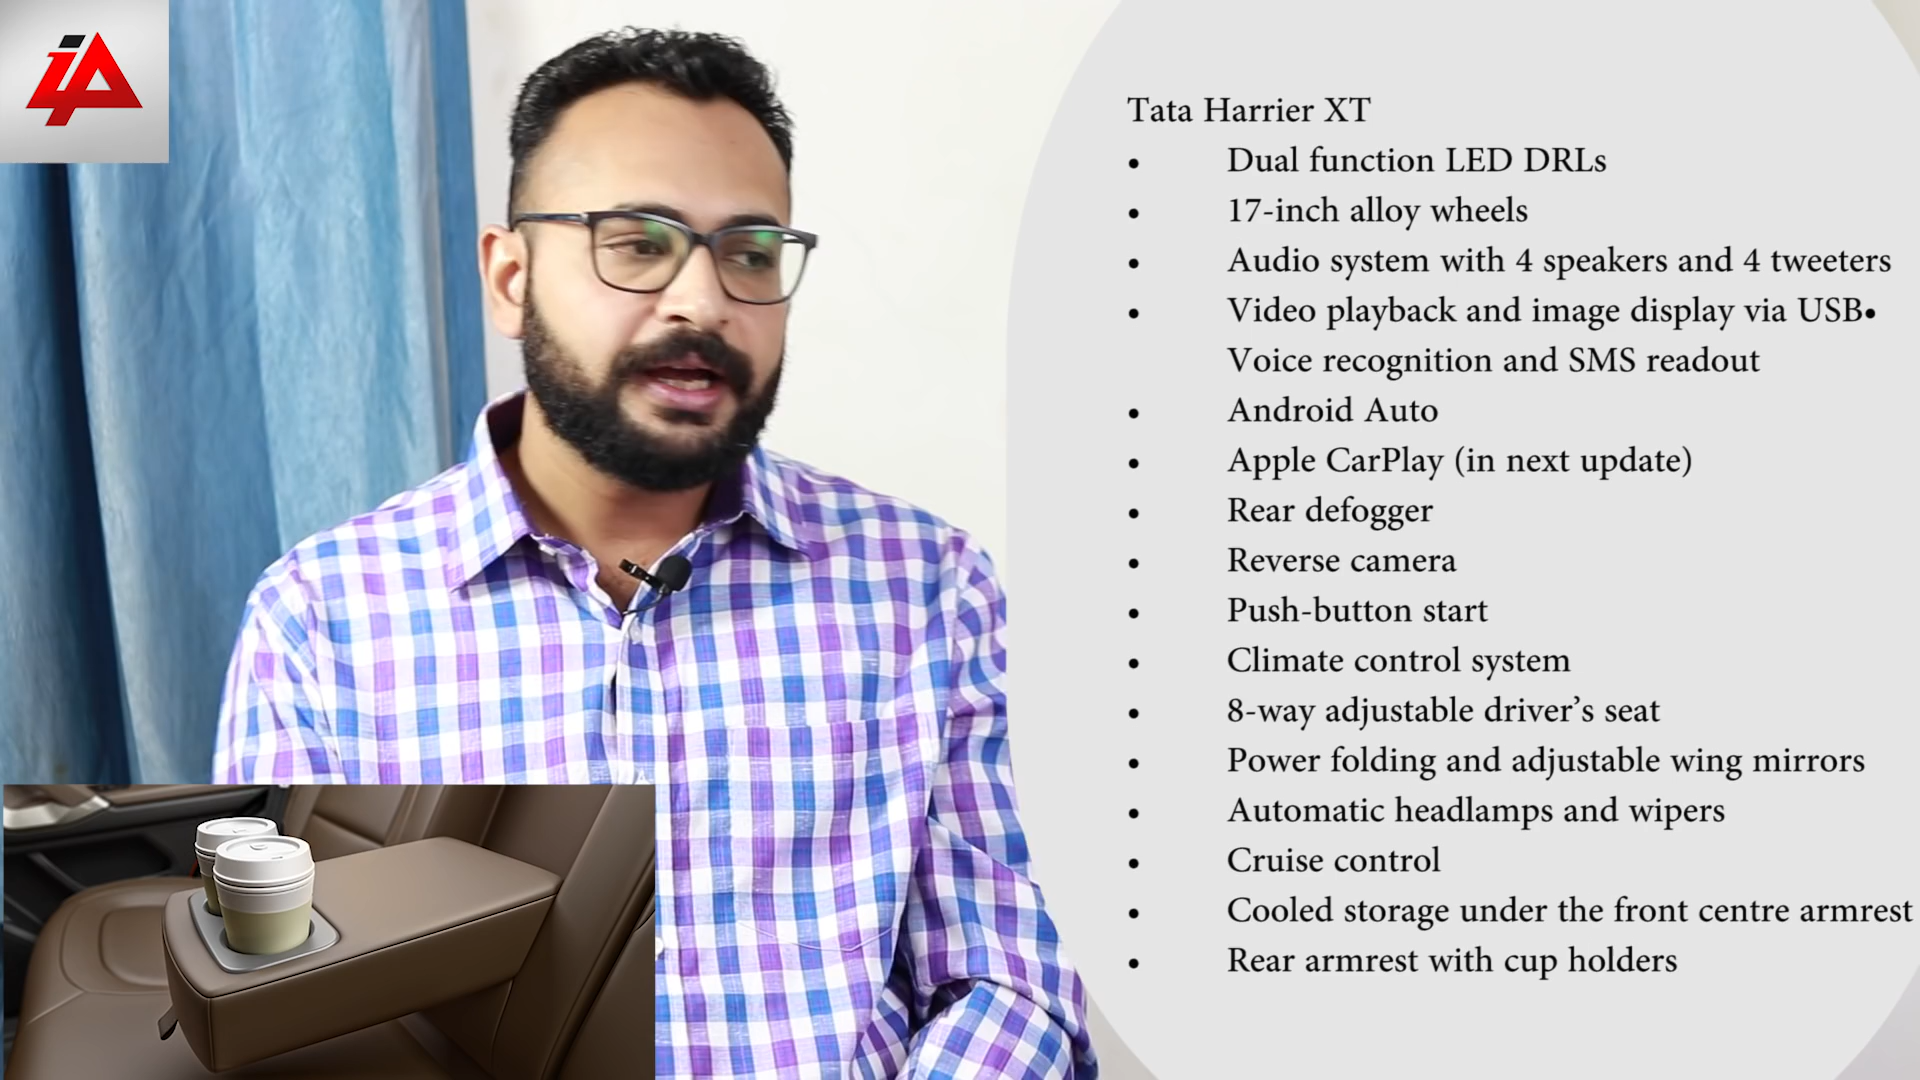 iA
Tata Harrier XT
• Dual function LED DRLs
• 17-inch alloy wheels
• Audio system with 4 speakers and 4 tweeters
• Video playback and image display via USB•
Voice recognition and SMS readout
• Android Auto
• Apple CarPlay (in next update)
• Rear defogger
• Reverse camera
• Push-button start
• Climate control system
• 8-way adjustable driver’s seat
• Power folding and adjustable wing mirrors
• Automatic headlamps and wipers
• Cruise control
• Cooled storage under the front centre armrest
• Rear armrest with cup holders